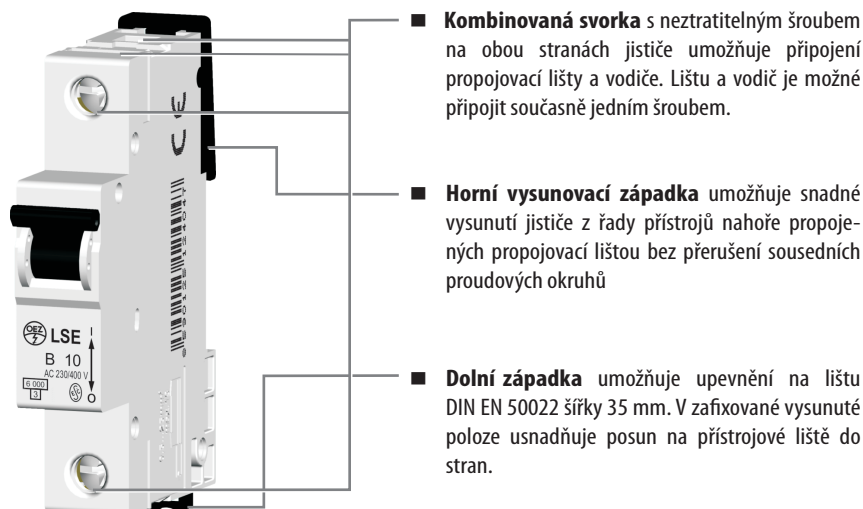 ■ Kombinovaná svorka s neztratitelným šroubem
na obou stranách jističe umožňuje připojení
propojovací lišty a vodiče. Lištu a vodič je možné
připojit současně jedním šroubem.
■ Horní vysunovací západka umožňuje snadné
vysunutí jističe z řady přístrojů nahoře propoje-
ných propojovací lištou bez přerušení sousedních
proudových okruhů
■ Dolní západka umožňuje upevnění na lištu
DIN EN 50022 šířky 35 mm. V zafixované vysunuté
poloze usnadňuje posun na přístrojové liště do
stran.
CE
OEZ LSE I
B 10
AC 230/400 V
6 000
3
O